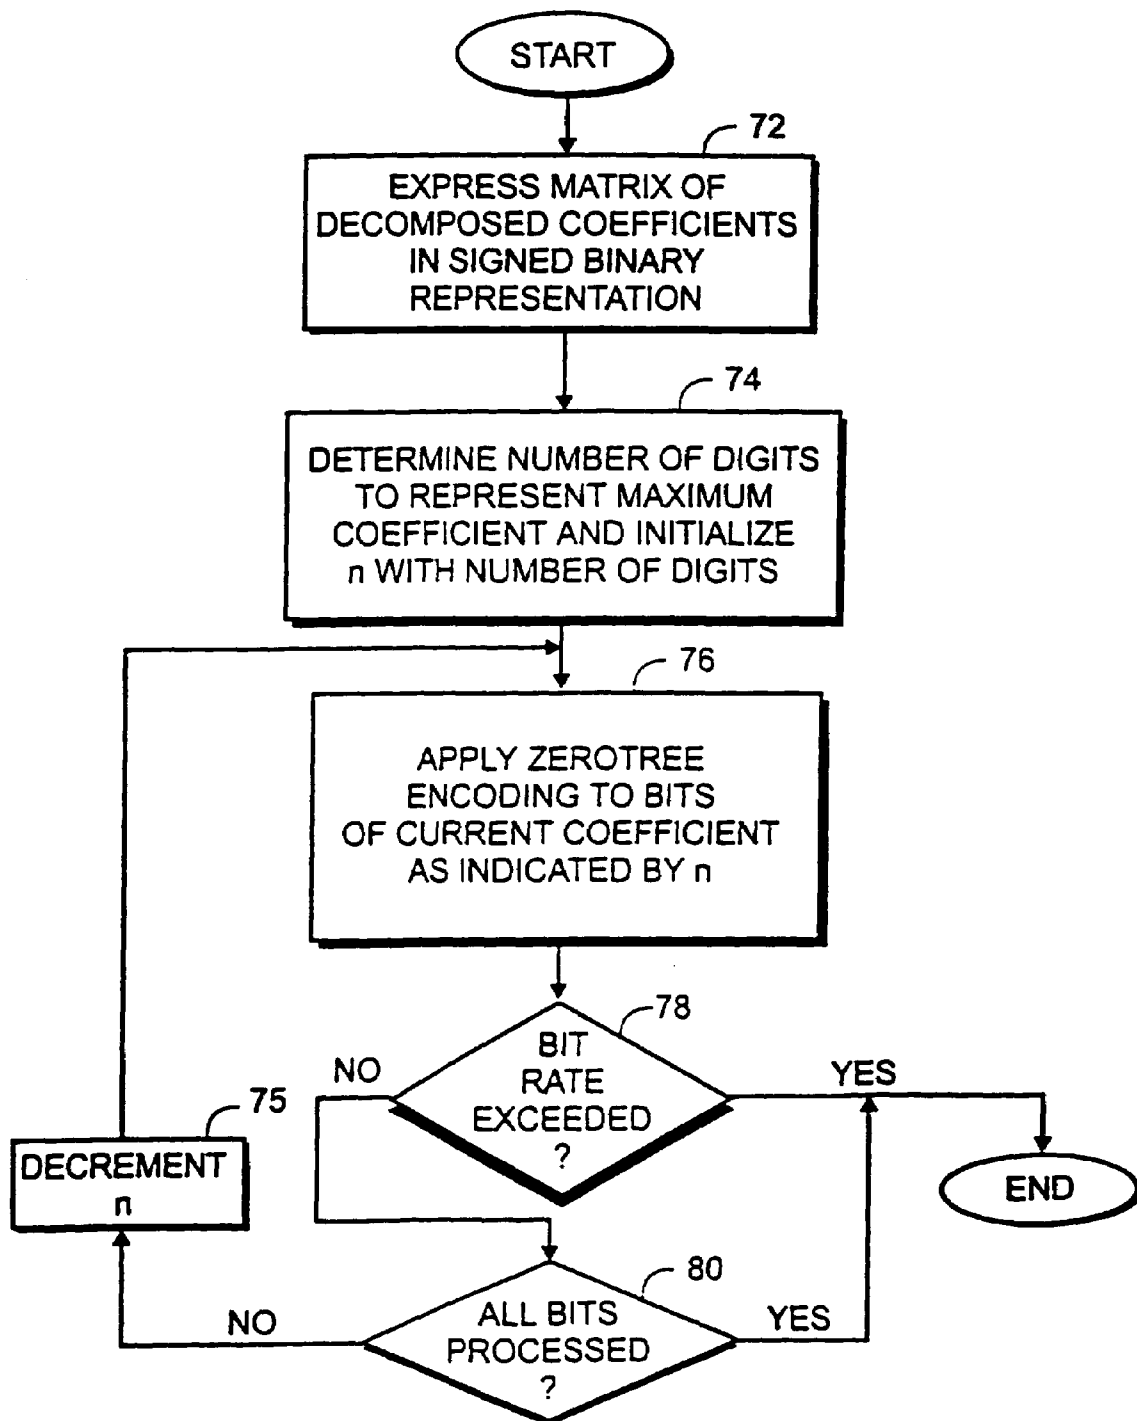 START
72
EXPRESS MATRIX OF
DECOMPOSED COEFFICIENTS
IN SIGNED BINARY
REPRESENTATION
74
DETERMINE NUMBER OF DIGITS
TO REPRESENT MAXIMUM
COEFFICIENT AND INITIALIZE
n WITH NUMBER OF DIGITS
76
APPLY ZEROTREE
ENCODING TO BITS
OF CURRENT COEFFICIENT
AS INDICATED BY n
78
BIT
RATE
EXCEEDED
?
NO
YES
75
DECREMENT
n
END
80
ALL BITS
PROCESSED
?
NO
YES